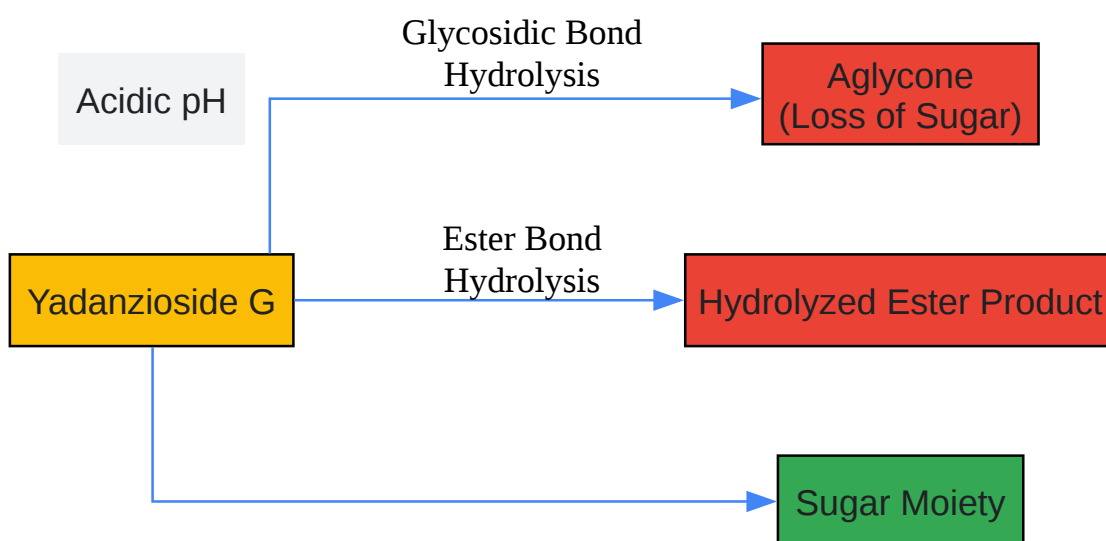 Glycosidic Bond
Hydrolysis
Acidic pH
Aglycone
(Loss of Sugar)
Ester Bond
Hydrolysis
Yadanzioside G
Hydrolyzed Ester Product
Sugar Moiety